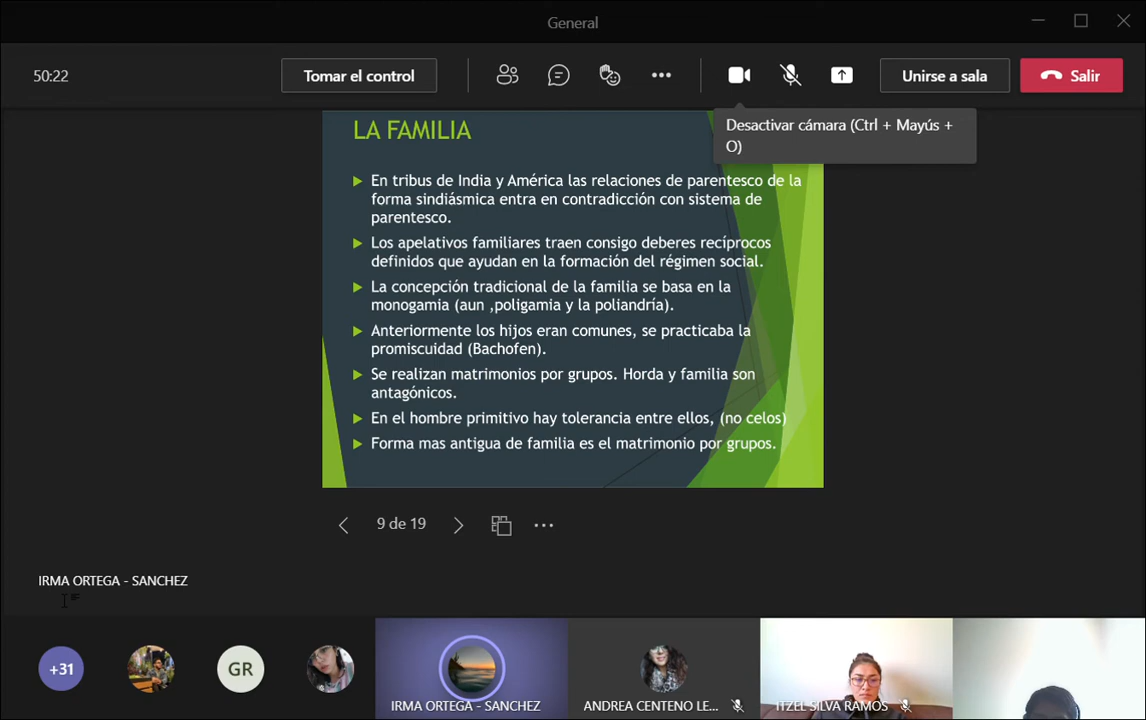 General
50:22
Tomar el control
Unirse a sala
Salir
Desactivar cámara (Ctrl + Mayús +
O)
LA FAMILIA
En tribus de India y América las relaciones de parentesco de la
forma sindiásmica entra en contradicción con sistema de
parentesco.
Los apelativos familiares traen consigo deberes recíprocos
definidos que ayudan en la formación del régimen social.
La concepción tradicional de la familia se basa en la
monogamia (aun ,poligamia y la poliandría).
Anteriormente los hijos eran comunes, se practicaba la
promiscuidad (Bachofen).
Se realizan matrimonios por grupos. Horda y familia son
antagónicos.
En el hombre primitivo hay tolerancia entre ellos, (no celos)
Forma mas antigua de familia es el matrimonio por grupos.
9 de 19
IRMA ORTEGA - SANCHEZ
+31
GR
IRMA ORTEGA - SANCHEZ
ANDREA CENTENO LE...
ITZEL SILVA RAMOS